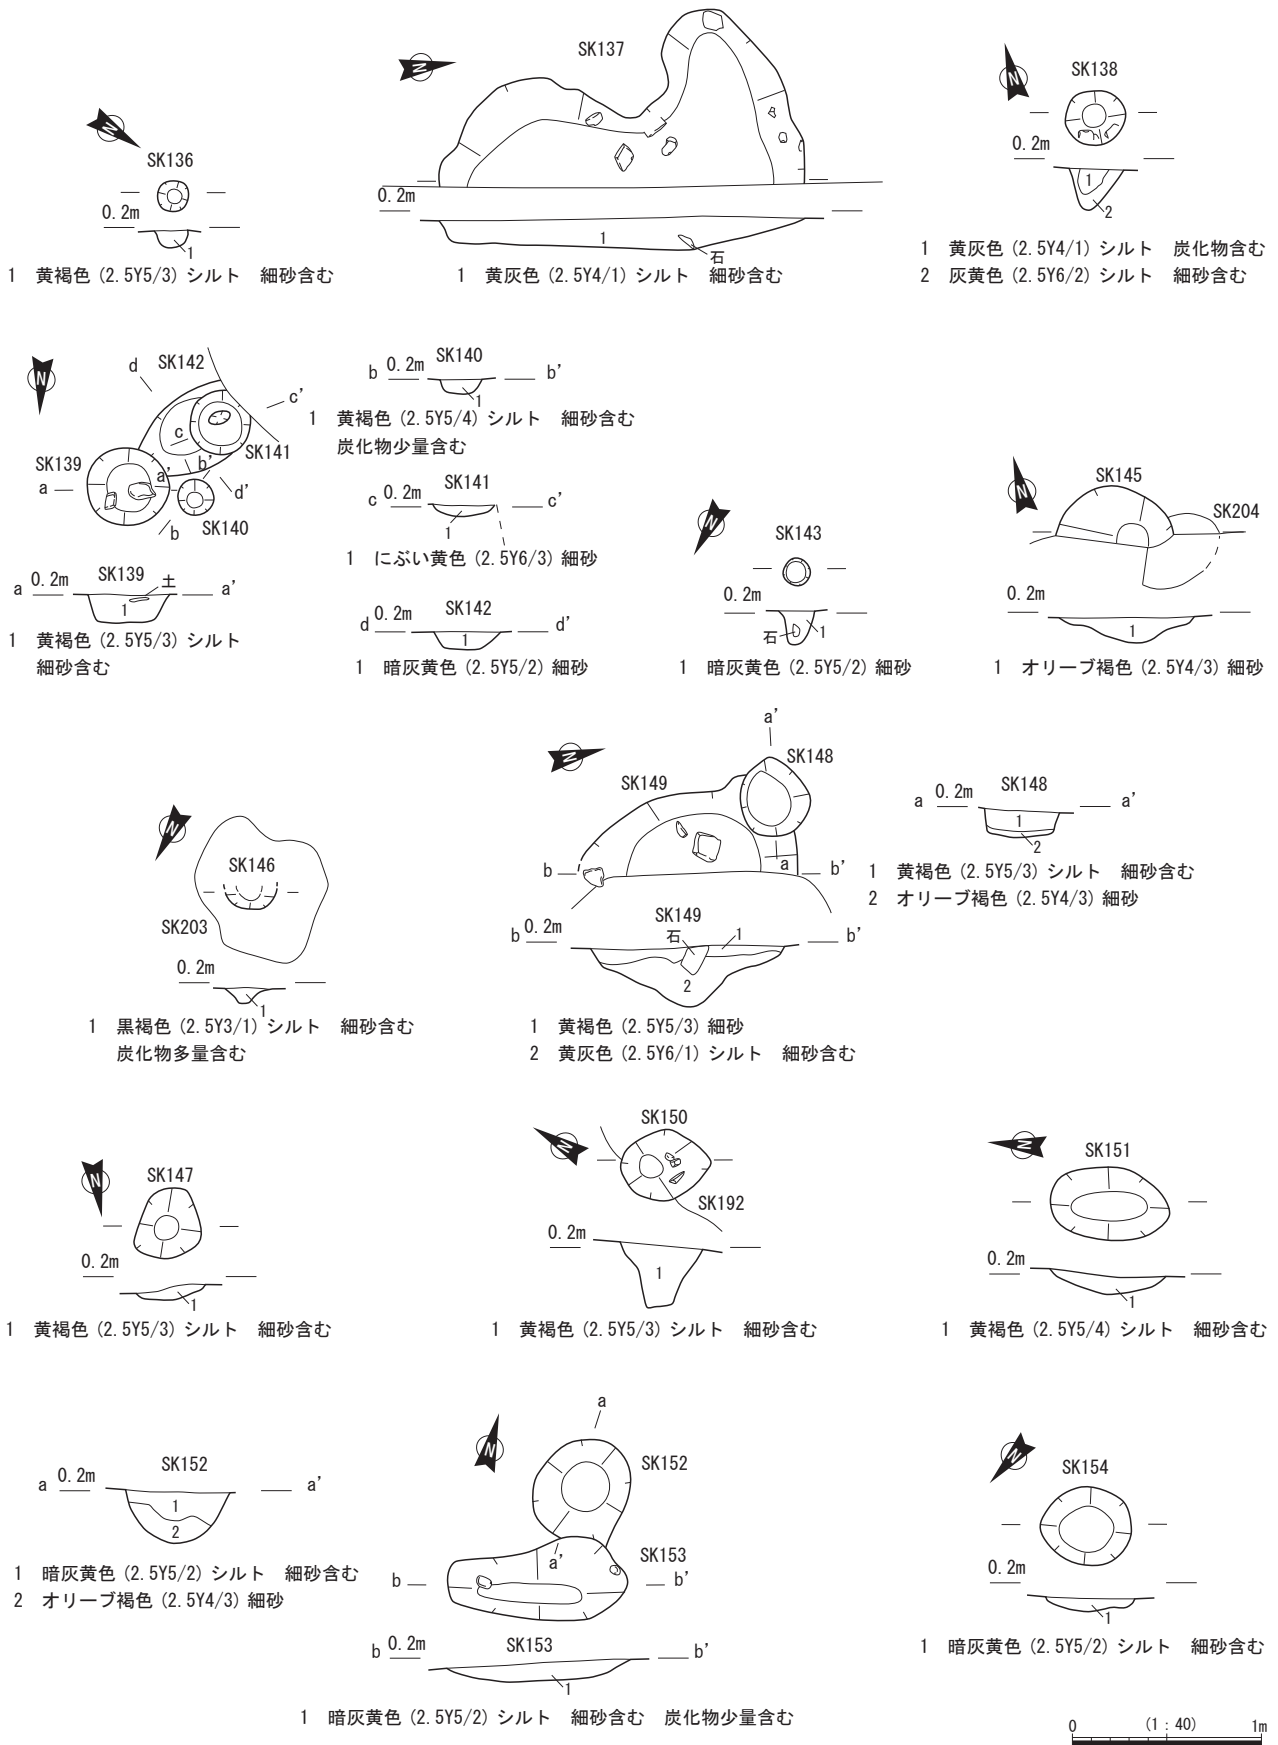 N
SK136
0.2m
1
1 黄褐色 (2.5Y5/3) シルト 細砂含む
N
SK137
0.2m
1
石
1 黄灰色 (2.5Y4/1) シルト 細砂含む
N
SK138
0.2m
1
2
1 黄灰色 (2.5Y4/1) シルト 炭化物含む
2 灰黄色 (2.5Y6/2) シルト 細砂含む
N
d SK142
c'
c
SK141
SK139
a a' b'
d'
b SK140
a 0.2m SK139 土 a'
1
1 黄褐色 (2.5Y5/3) シルト
細砂含む
b 0.2m SK140 b'
1
1 黄褐色 (2.5Y5/4) シルト 細砂含む
炭化物少量含む
c 0.2m SK141 c'
1
1 にぶい黄色 (2.5Y6/3) 細砂
d 0.2m SK142 d'
1
1 暗灰黄色 (2.5Y5/2) 細砂
N
SK143
0.2m
石 1
1 暗灰黄色 (2.5Y5/2) 細砂
N
SK145
SK204
0.2m
1
1 オリーブ褐色 (2.5Y4/3) 細砂
N
SK146
SK203
0.2m
1
1 黒褐色 (2.5Y3/1) シルト 細砂含む
炭化物多量含む
a'
N
SK149 SK148
a
b b'
b 0.2m SK149 b'
石 1
2
1 黄褐色 (2.5Y5/3) 細砂
2 黄灰色 (2.5Y6/1) シルト 細砂含む
a 0.2m SK148 a'
1
2
1 黄褐色 (2.5Y5/3) シルト 細砂含む
2 オリーブ褐色 (2.5Y4/3) 細砂
N
SK147
0.2m
1
1 黄褐色 (2.5Y5/3) シルト 細砂含む
N
SK150
SK192
0.2m
1
1 黄褐色 (2.5Y5/3) シルト 細砂含む
N
SK151
0.2m
1
1 黄褐色 (2.5Y5/4) シルト 細砂含む
a 0.2m SK152 a'
1
2
1 暗灰黄色 (2.5Y5/2) シルト 細砂含む
2 オリーブ褐色 (2.5Y4/3) 細砂
a
N
SK152
a' SK153
b b'
b 0.2m SK153 b'
1
1 暗灰黄色 (2.5Y5/2) シルト 細砂含む 炭化物少量含む
N
SK154
0.2m
1
1 暗灰黄色 (2.5Y5/2) シルト 細砂含む
0 (1 : 40) 1m